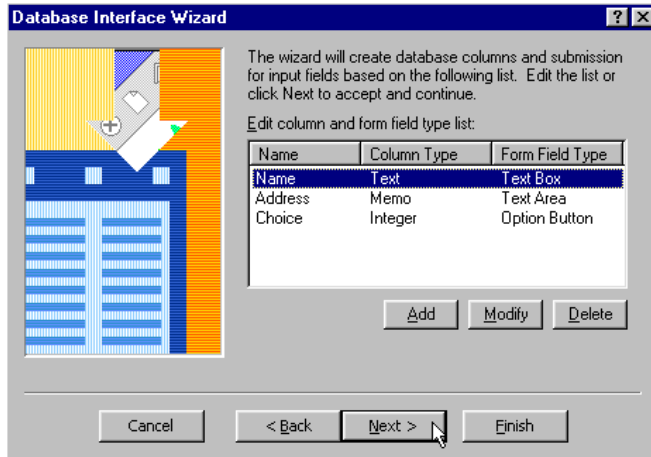 Database Interface Wizard
The wizard will create database columns and submission
for input fields based on the following list. Edit the list or
click Next to accept and continue.
Edit column and form field type list:
Name Column Type Form Field Type
Name Text Text Box
Address Memo Text Area
Choice Integer Option Button
Add Modify Delete
Cancel < Back Next > Finish